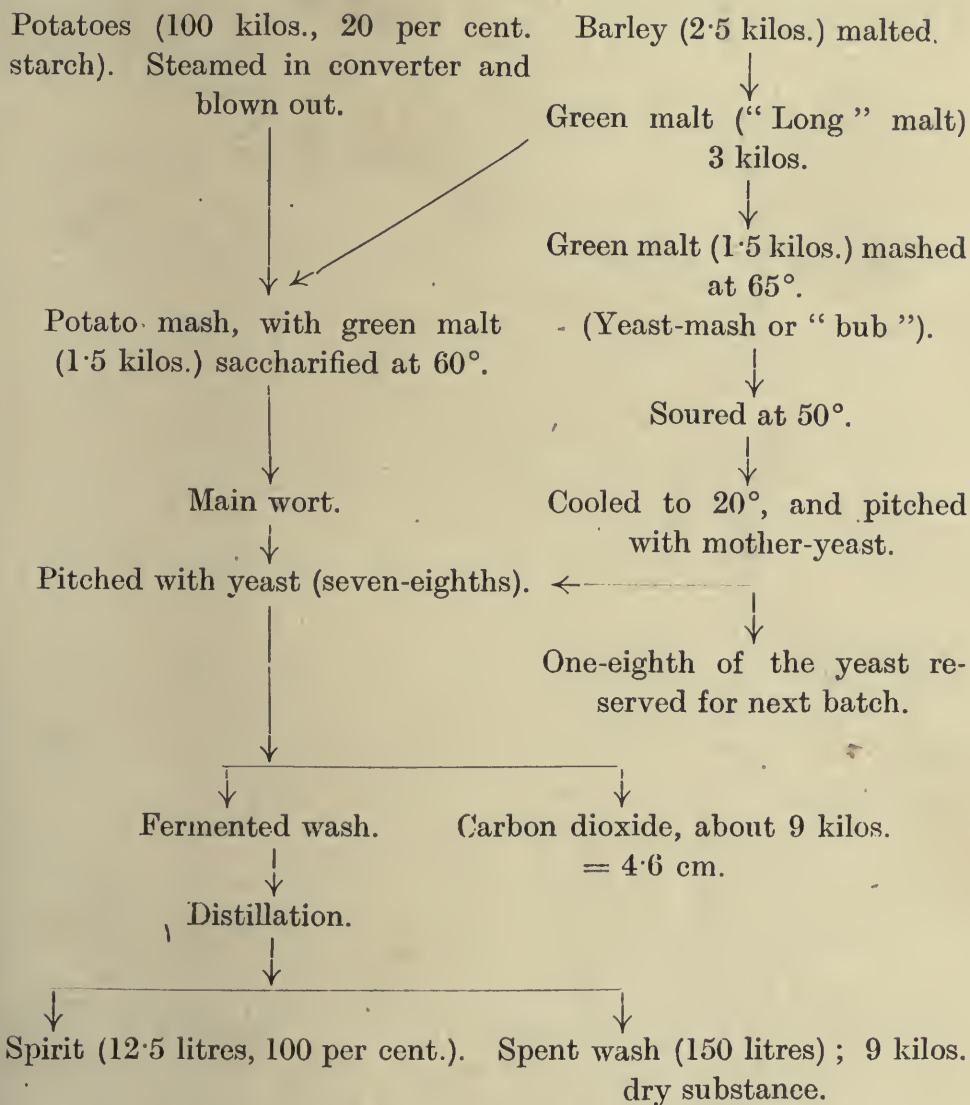 Potatoes (100 kilos., 20 per cent.
starch). Steamed in converter and
blown out.
Barley (2·5 kilos.) malted.
Green malt (“ Long ” malt)
3 kilos.
Green malt (1·5 kilos.) mashed
at 65°.
(Yeast-mash or “ bub ”).
Potato mash, with green malt
(1·5 kilos.) saccharified at 60°.
Soured at 50°.
Main wort.
Cooled to 20°, and pitched
with mother-yeast.
Pitched with yeast (seven-eighths).
One-eighth of the yeast re-
served for next batch.
Fermented wash.
Carbon dioxide, about 9 kilos.
= 4·6 cm.
Distillation.
Spirit (12·5 litres, 100 per cent.).
Spent wash (150 litres) ; 9 kilos.
dry substance.